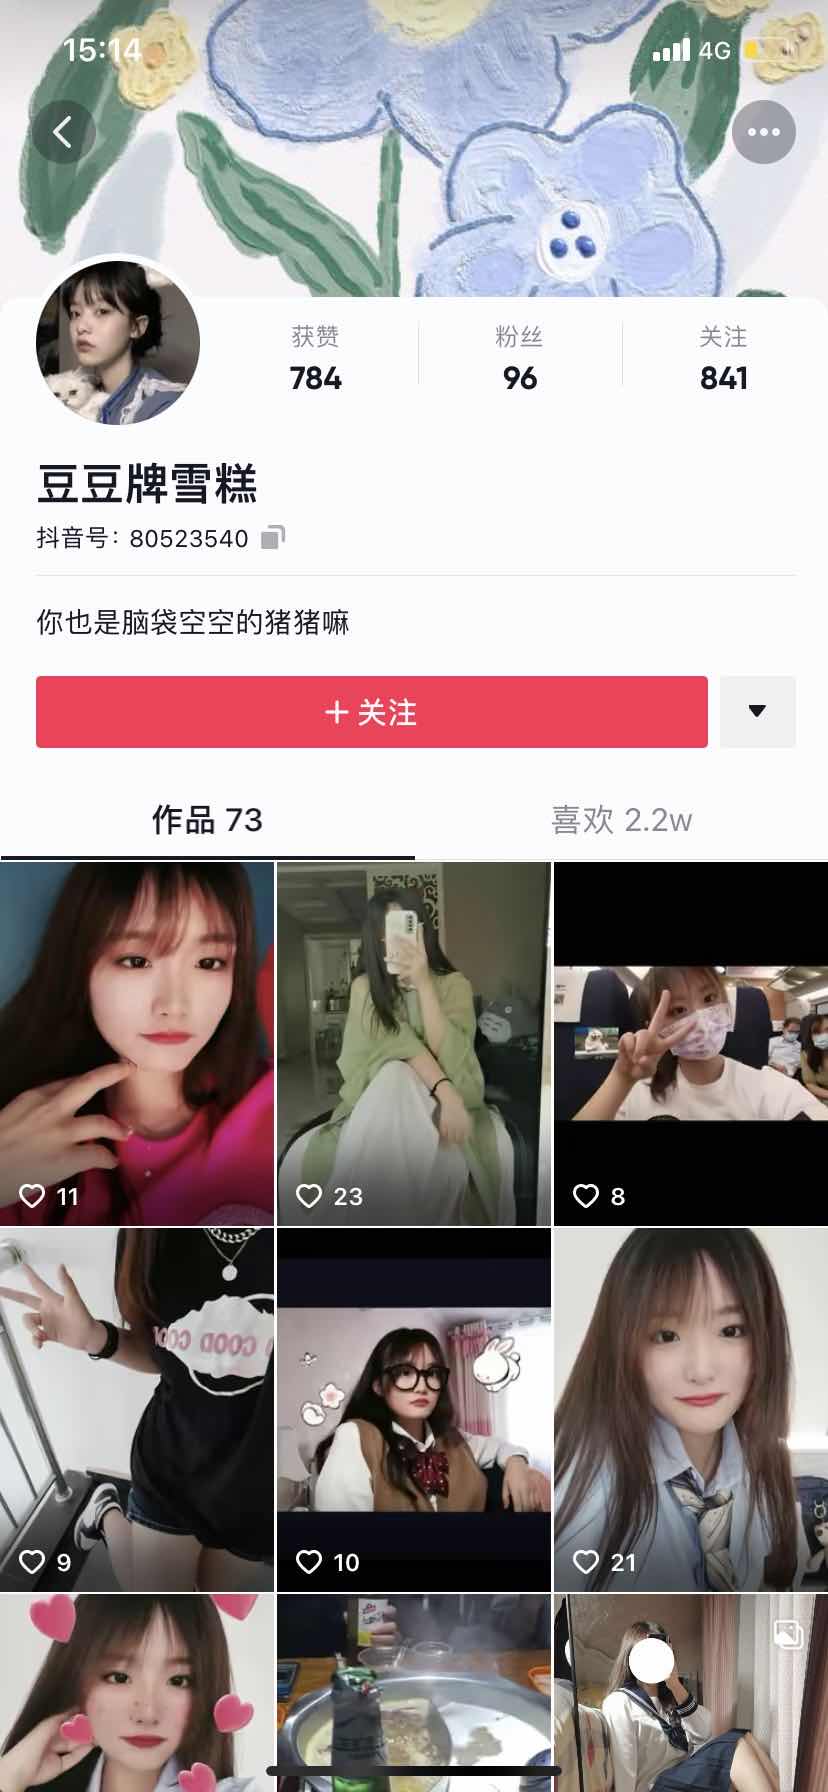 15:14
4G
获赞
粉丝
关注
784
96
841
豆豆牌雪糕
抖音号：80523540
你也是脑袋空空的猪猪嘛
+ 关注
作品 73
喜欢 2.2w
11
23
8
9
10
21